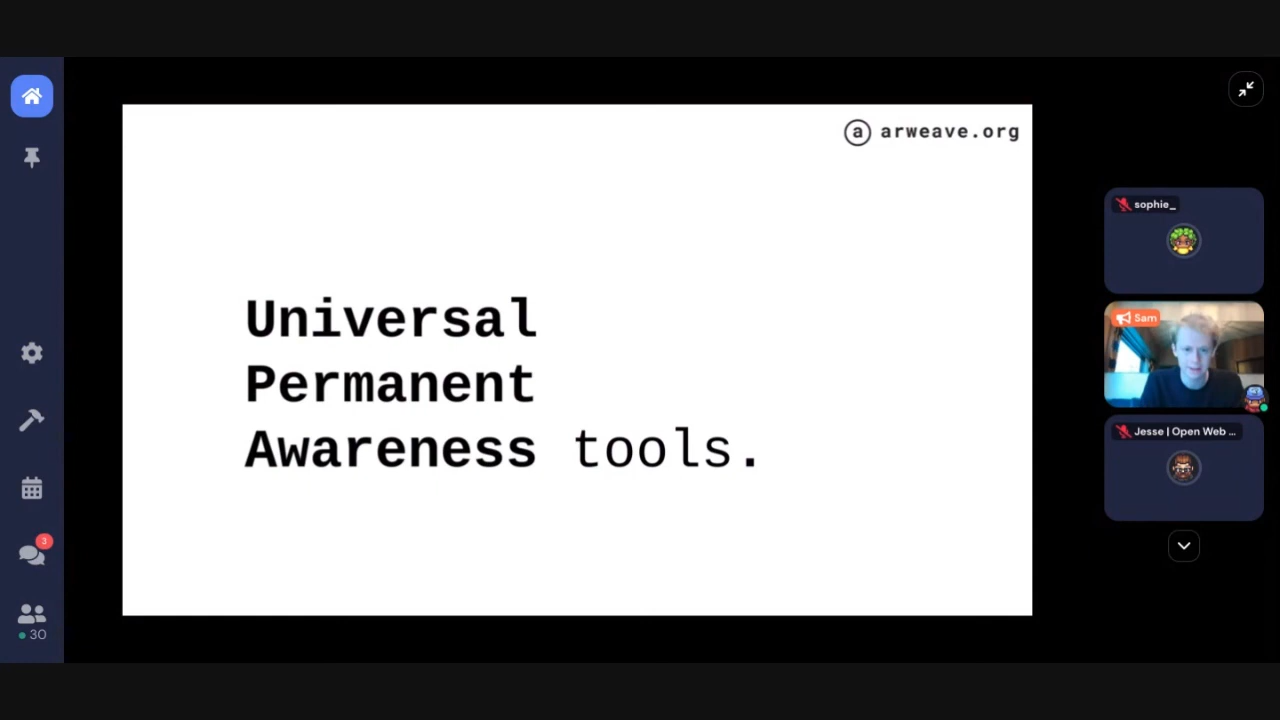 a arweave.org
Universal
Permanent
Awareness tools.
sophie_
Sam
Jesse | Open Web ...
3
30